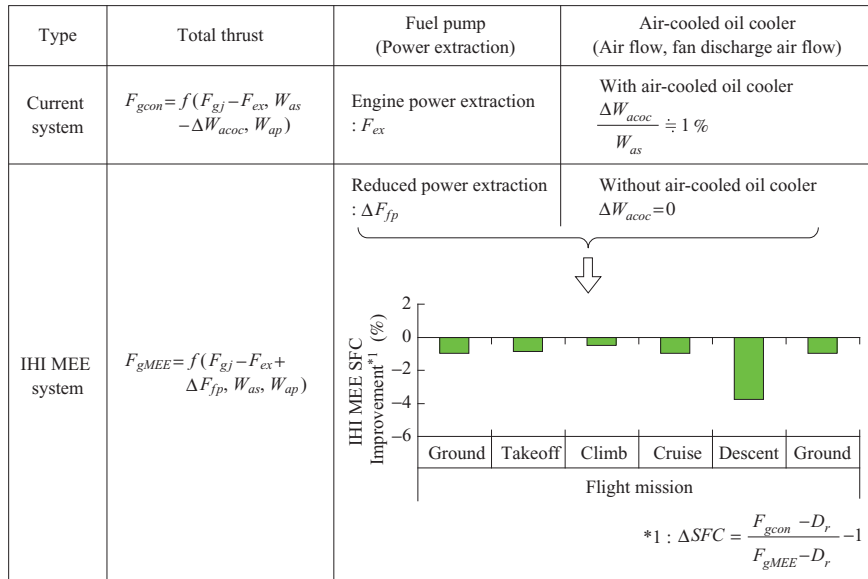 Type
Total thrust
Fuel pump
(Power extraction)
Air-cooled oil cooler
(Air flow, fan discharge air flow)
Current
system
F_gcon = f(F_gj – F_ex, W_as
– ΔW_acoc, W_ap)
Engine power extraction
: F_ex
With air-cooled oil cooler
ΔW_acoc
W_as
≒ 1 %
IHI MEE
system
F_gMEE = f(F_gj – F_ex +
ΔF_fp, W_as, W_ap)
Reduced power extraction
: ΔF_fp
Without air-cooled oil cooler
ΔW_acoc = 0
IHI MEE SFC
Improvement*1 (%)
2
0
−2
−4
−6
Ground Takeoff Climb Cruise Descent Ground
Flight mission
*1 : ΔSFC = F_gcon – D_r
F_gMEE – D_r
–1